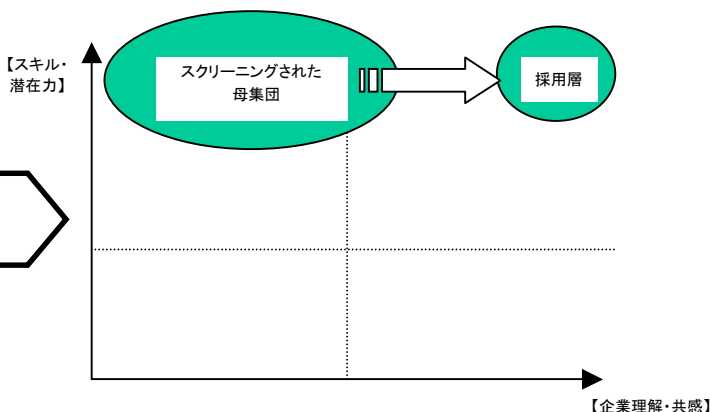 【スキル・
潜在力】
スクリーニングされた
母集団
採用層
【企業理解・共感】